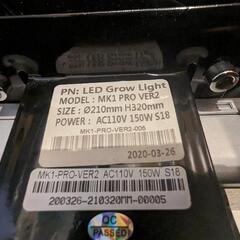 PN: LED Grow Light
MODEL : MK1 PRO VER2
SIZE : Ø210mm H320mm
POWER : AC110V 150W S18
MK1-PRO-VER2-005
2020-03-26
MK1-PRO-VER2 AC110V 150W S18
200326-210320MM-00005
QC
PASSED